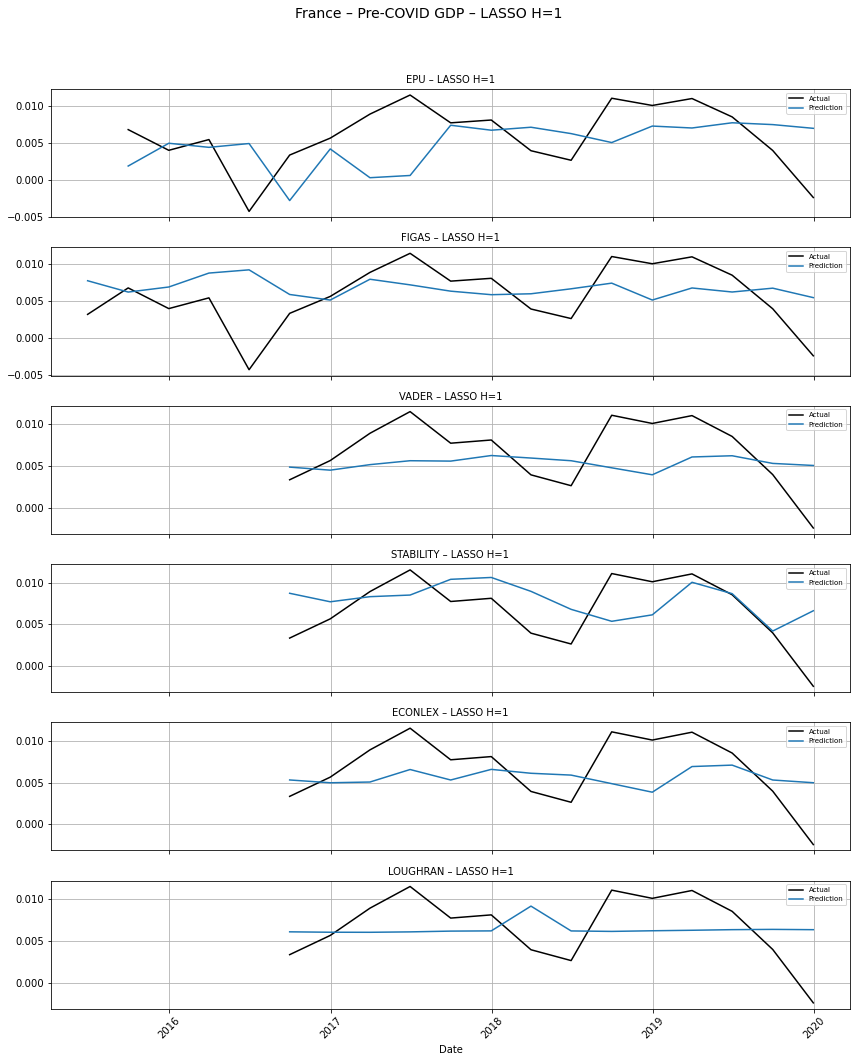 France – Pre-COVID GDP – LASSO H=1
EPU – LASSO H=1
Actual
Prediction
0.010
0.005
0.000
−0.005
FIGAS – LASSO H=1
Actual
Prediction
0.010
0.005
0.000
−0.005
VADER – LASSO H=1
Actual
Prediction
0.010
0.005
0.000
STABILITY – LASSO H=1
Actual
Prediction
0.010
0.005
0.000
ECONLEX – LASSO H=1
Actual
Prediction
0.010
0.005
0.000
LOUGHRAN – LASSO H=1
Actual
Prediction
0.010
0.005
0.000
2016 2017 2018 2019 2020
Date